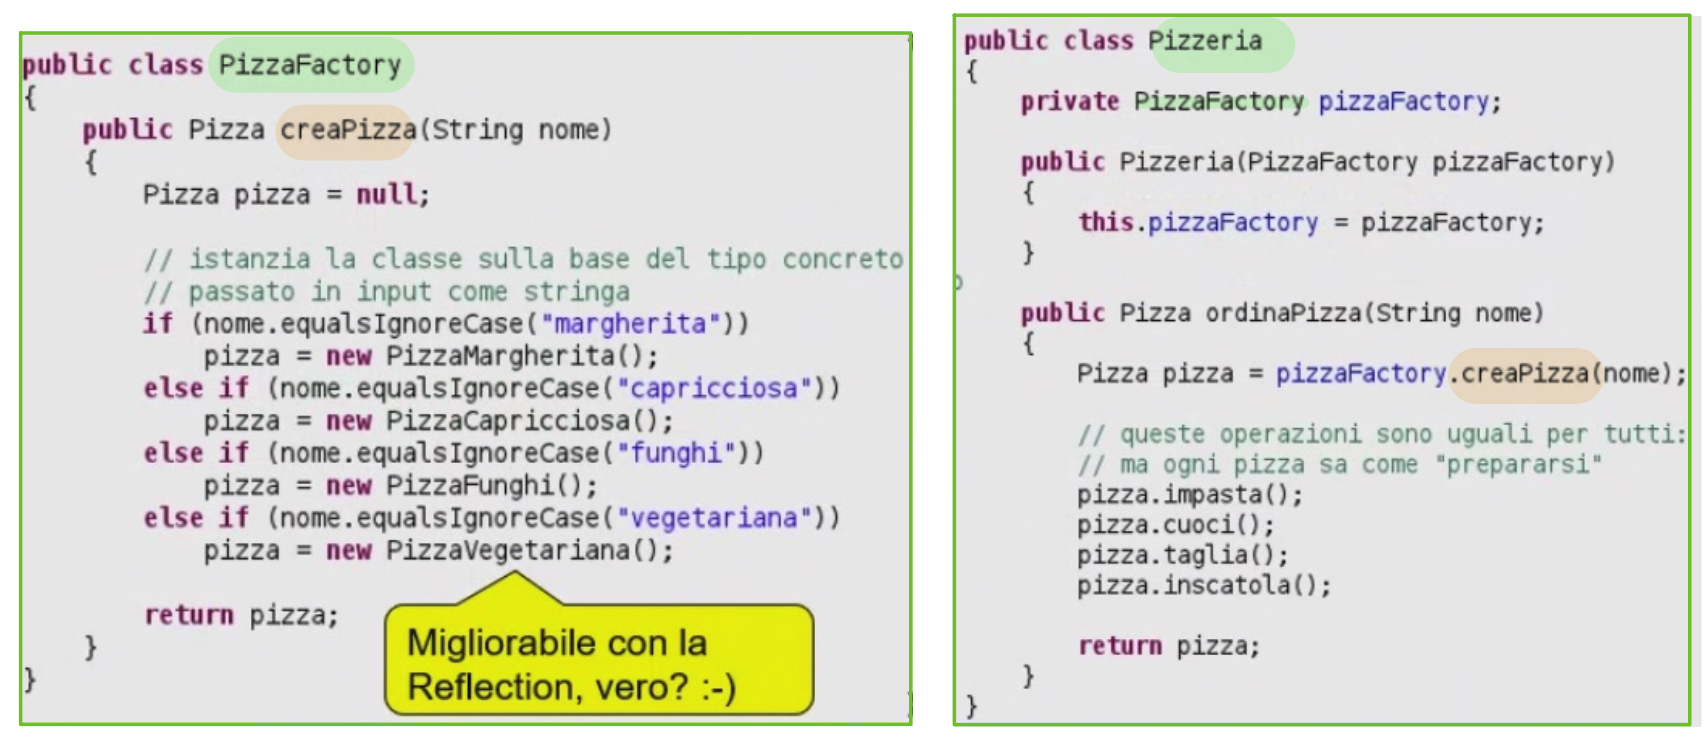 public class PizzaFactory
{
public Pizza creaPizza(String nome)
{
Pizza pizza = null;
// istanzia la classe sulla base del tipo concreto
// passato in input come stringa
if (nome.equalsIgnoreCase("margherita"))
pizza = new PizzaMargherita();
else if (nome.equalsIgnoreCase("capricciosa"))
pizza = new PizzaCapricciosa();
else if (nome.equalsIgnoreCase("funghi"))
pizza = new PizzaFunghi();
else if (nome.equalsIgnoreCase("vegetariana"))
pizza = new PizzaVegetariana();
return pizza;
}
}
Migliorabile con la
Reflection, vero? :-)
public class Pizzeria
{
private PizzaFactory pizzaFactory;
public Pizzeria(PizzaFactory pizzaFactory)
{
this.pizzaFactory = pizzaFactory;
}
public Pizza ordinaPizza(String nome)
{
Pizza pizza = pizzaFactory.creaPizza(nome);
// queste operazioni sono uguali per tutti:
// ma ogni pizza sa come "prepararsi"
pizza.impasta();
pizza.cuoci();
pizza.taglia();
pizza.inscatola();
return pizza;
}
}